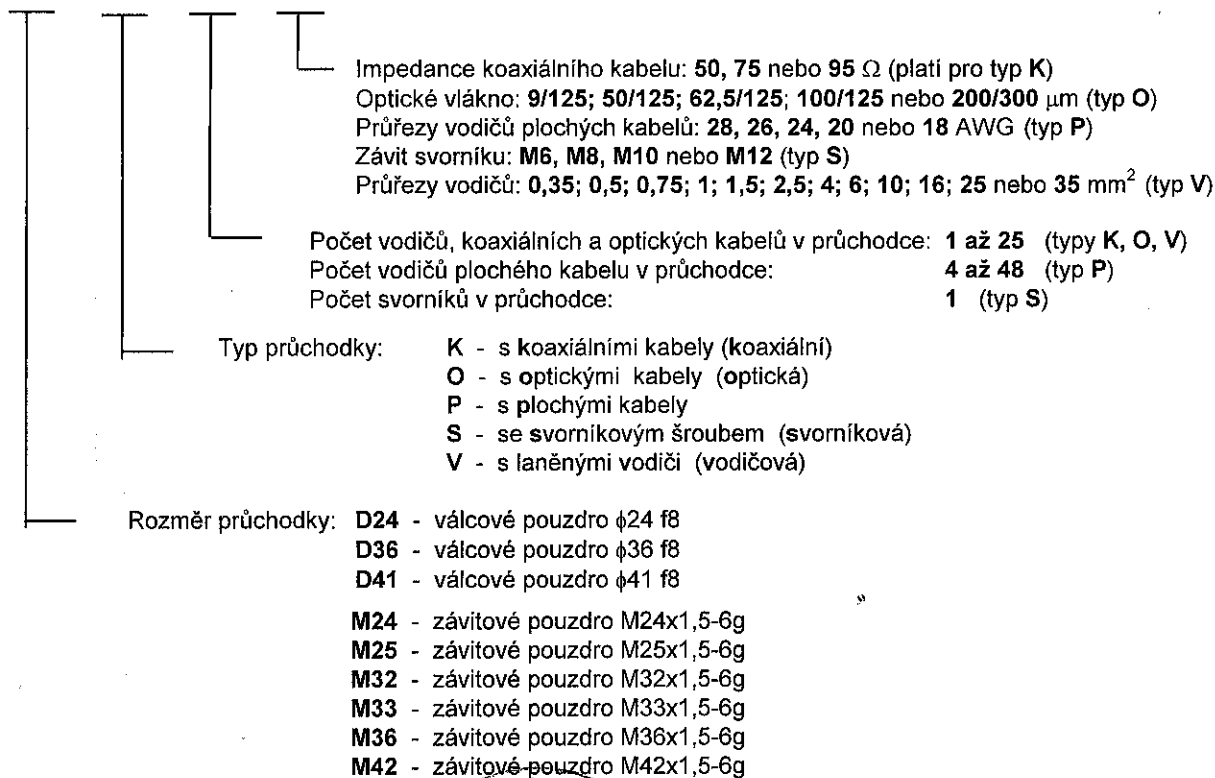 Impedance koaxiálního kabelu: 50, 75 nebo 95 Ω (platí pro typ K)
Optické vlákno: 9/125; 50/125; 62,5/125; 100/125 nebo 200/300 μm (typ O)
Průřezy vodičů plochých kabelů: 28, 26, 24, 20 nebo 18 AWG (typ P)
Závit svorníku: M6, M8, M10 nebo M12 (typ S)
Průřezy vodičů: 0,35; 0,5; 0,75; 1; 1,5; 2,5; 4; 6; 10; 16; 25 nebo 35 mm² (typ V)
Počet vodičů, koaxiálních a optických kabelů v průchodce: 1 až 25 (typy K, O, V)
Počet vodičů plochého kabelu v průchodce: 4 až 48 (typ P)
Počet svorníků v průchodce: 1 (typ S)
Typ průchodky: K - s koaxiálními kabely (koaxiální)
O - s optickými kabely (optická)
P - s plochými kabely
S - se svorníkovým šroubem (svorníková)
V - s laněnými vodiči (vodičová)
Rozměr průchodky: D24 - válcové pouzdro ϕ24 f8
D36 - válcové pouzdro ϕ36 f8
D41 - válcové pouzdro ϕ41 f8
M24 - závitové pouzdro M24x1,5-6g
M25 - závitové pouzdro M25x1,5-6g
M32 - závitové pouzdro M32x1,5-6g
M33 - závitové pouzdro M33x1,5-6g
M36 - závitové pouzdro M36x1,5-6g
M42 - závitové pouzdro M42x1,5-6g